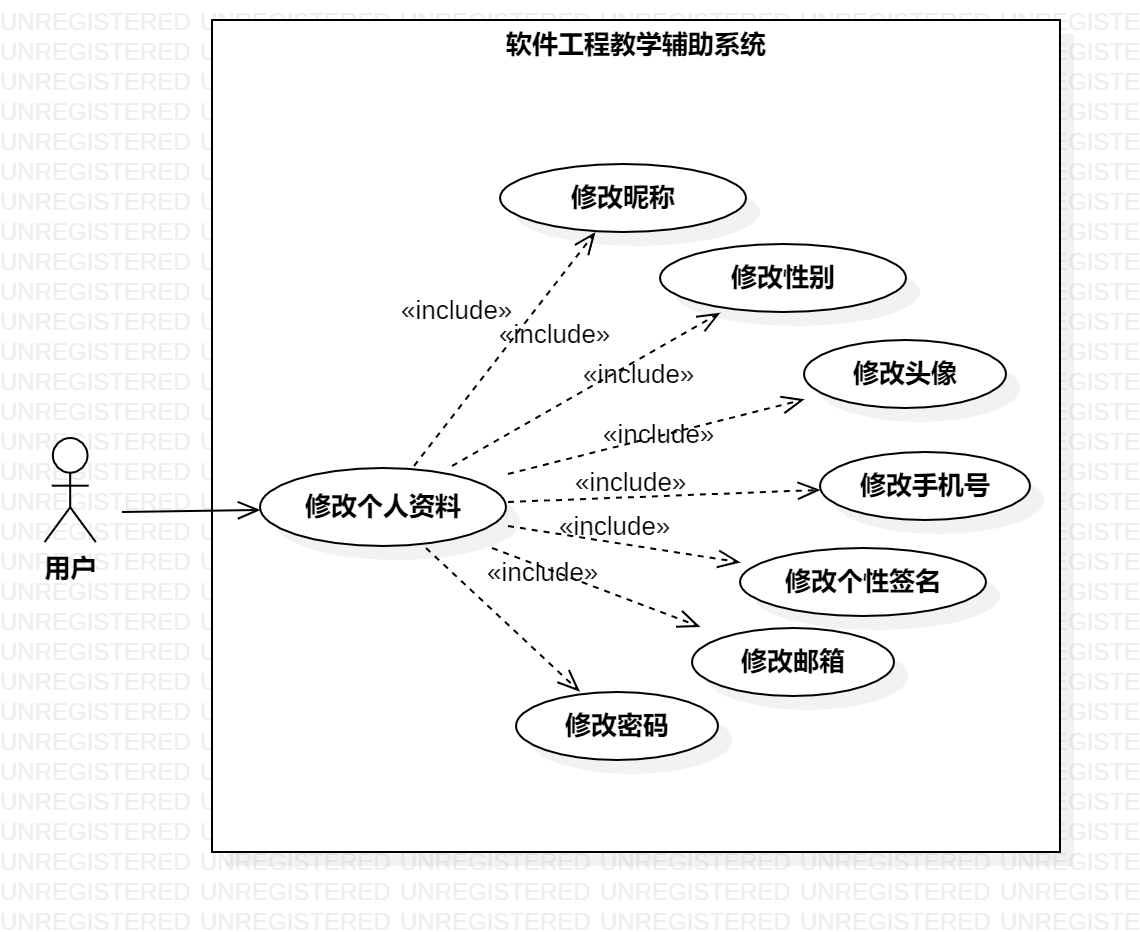 UNREGISTERED
软件工程教学辅助系统
修改昵称
修改性别
«include»
«include»
«include»
修改头像
«include»
«include»
修改手机号
修改个人资料
«include»
用户
«include»
修改个性签名
修改邮箱
修改密码